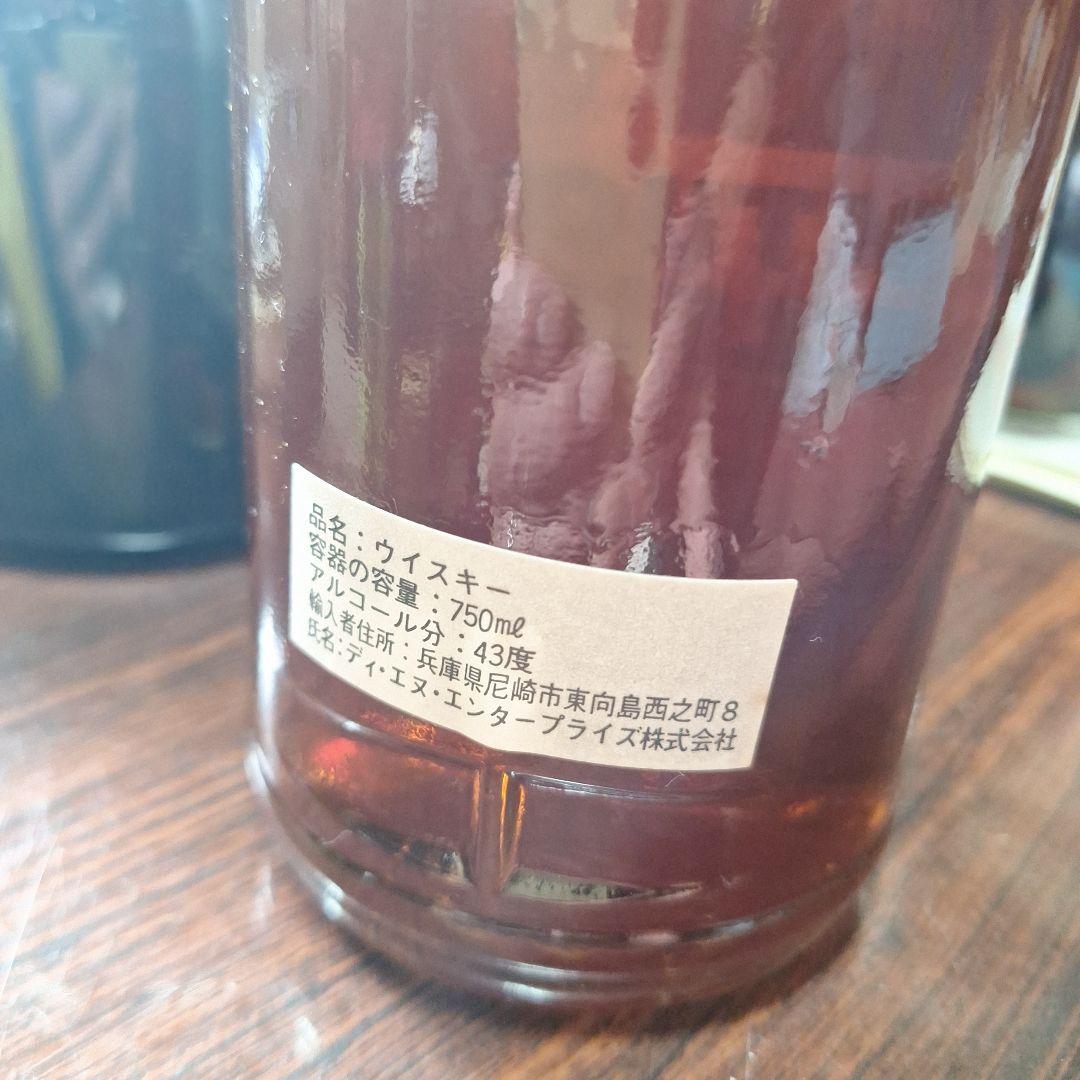 品名：ウイスキー
容器の容量：750mℓ
アルコール分：43度
輸入者住所：兵庫県尼崎市東向島西之町8
氏名：ディ・エヌ・エンタープライズ株式会社